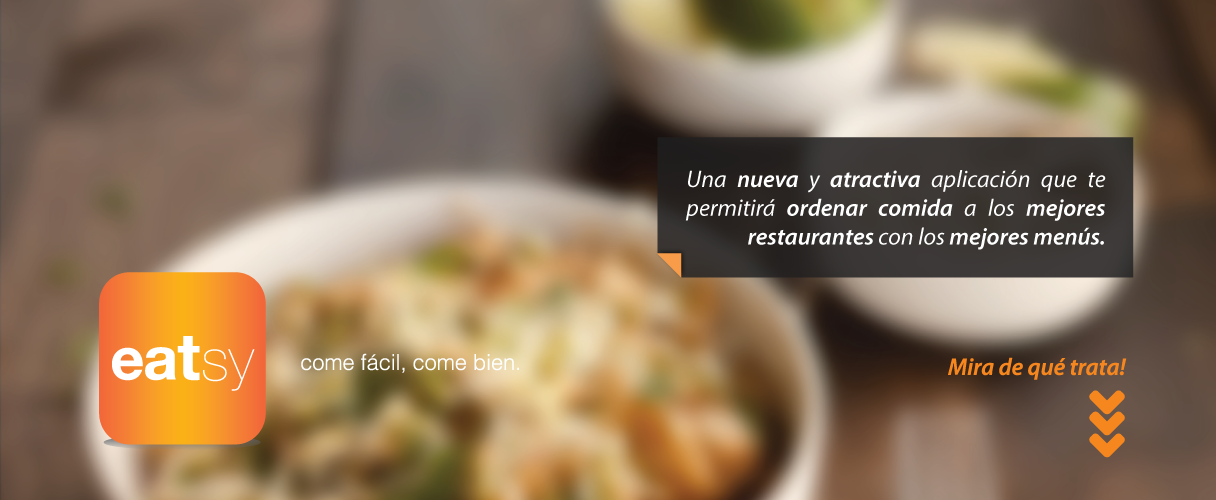 Una nueva y atractiva aplicación que te
permitirá ordenar comida a los mejores
restaurantes con los mejores menús.
eatsy
come fácil, come bien.
Mira de qué trata!